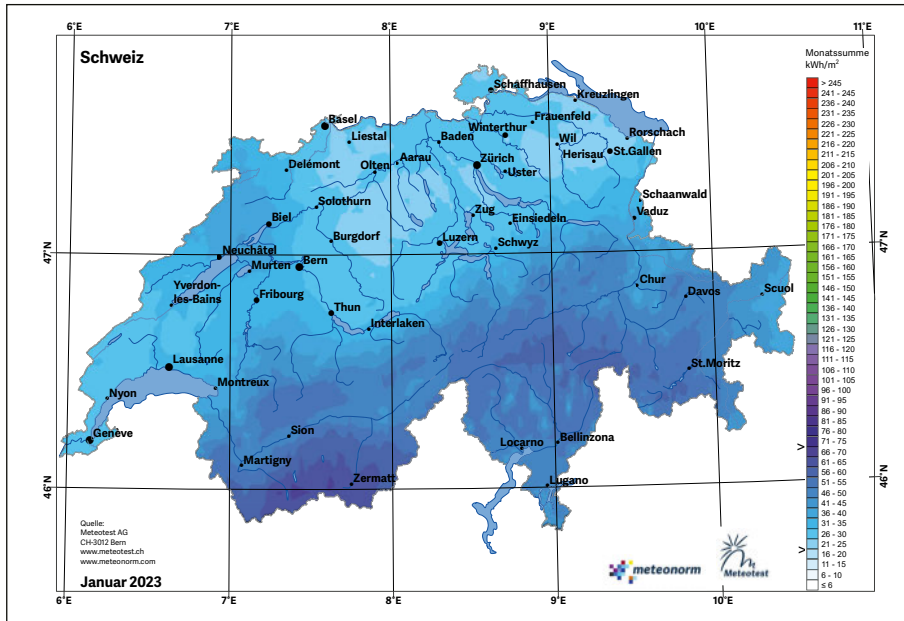 6°E
7°E
8°E
9°E
10°E
11°E
Schweiz
Monatssumme
kWh/m²
> 245
241 - 245
236 - 240
231 - 235
226 - 230
221 - 225
216 - 220
211 - 215
206 - 210
201 - 205
196 - 200
191 - 195
186 - 190
181 - 185
176 - 180
171 - 175
166 - 170
161 - 165
156 - 160
151 - 155
146 - 150
141 - 145
136 - 140
131 - 135
126 - 130
121 - 125
116 - 120
111 - 115
106 - 110
101 - 105
96 - 100
91 - 95
86 - 90
81 - 85
76 - 80
71 - 75
66 - 70
61 - 65
56 - 60
51 - 55
46 - 50
41 - 45
36 - 40
31 - 35
26 - 30
21 - 25
16 - 20
11 - 15
6 - 10
≤ 6
>
>
Schaffhausen
Kreuzlingen
Basel
Frauenfeld
Winterthur
Liestal
Baden
Wil
Rorschach
St.Gallen
Herisau
Delémont
Olten
Aarau
Zürich
Uster
Schaanwald
Vaduz
Solothurn
Zug
Einsiedeln
Biel
Burgdorf
Luzern
Schwyz
47°N
47°N
Neuchâtel
Murten
Bern
Yverdon-
les-Bains
Fribourg
Thun
Interlaken
Chur
Davos
Scuol
Lausanne
Montreux
St.Moritz
Nyon
Genève
Sion
Martigny
Zermatt
Locarno
Bellinzona
Lugano
46°N
46°N
Quelle:
Meteotest AG
CH-3012 Bern
www.meteotest.ch
www.meteonorm.com
Januar 2023
meteonorm
Meteotest
6°E
7°E
8°E
9°E
10°E